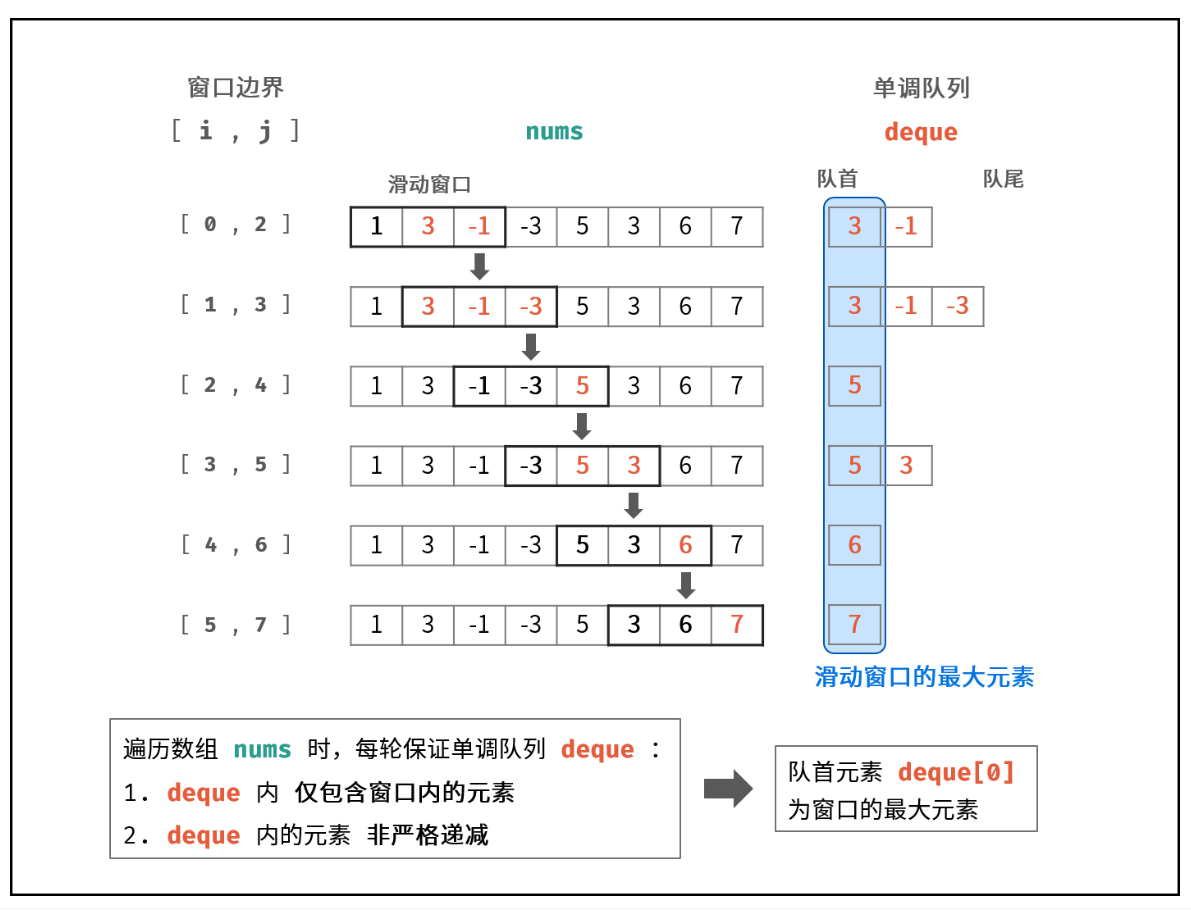 窗口边界 单调队列
[ i , j ] nums deque
滑动窗口 队首 队尾
[ 0 , 2 ] 1 3 -1 -3 5 3 6 7 3 -1
[ 1 , 3 ] 1 3 -1 -3 5 3 6 7 3 -1 -3
[ 2 , 4 ] 1 3 -1 -3 5 3 6 7 5
[ 3 , 5 ] 1 3 -1 -3 5 3 6 7 5 3
[ 4 , 6 ] 1 3 -1 -3 5 3 6 7 6
[ 5 , 7 ] 1 3 -1 -3 5 3 6 7 7
滑动窗口的最大元素
遍历数组 nums 时，每轮保证单调队列 deque ：
1. deque 内 仅包含窗口内的元素
2. deque 内的元素 非严格递减
队首元素 deque[0]
为窗口的最大元素